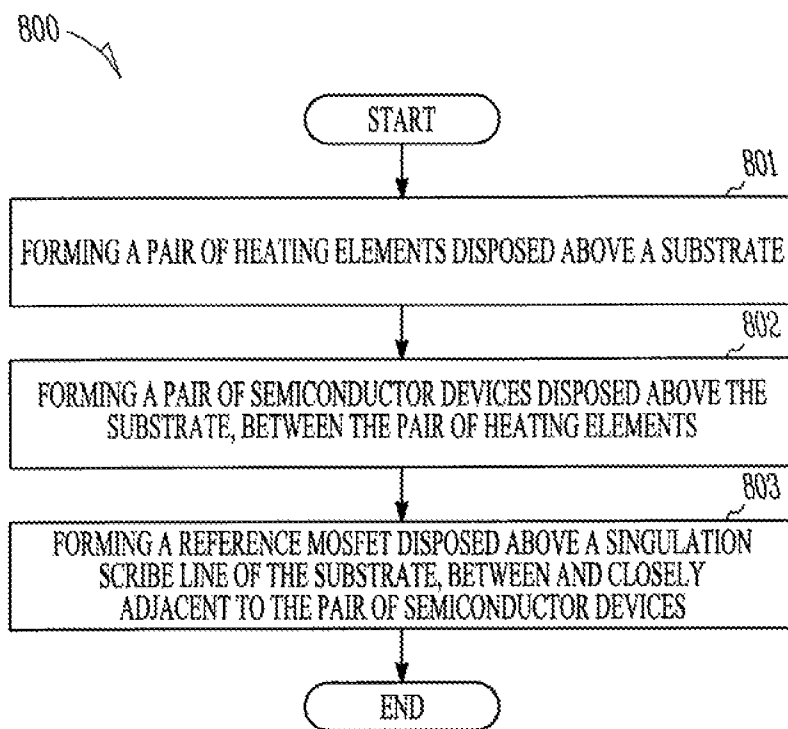 800
START
801
FORMING A PAIR OF HEATING ELEMENTS DISPOSED ABOVE A SUBSTRATE
802
FORMING A PAIR OF SEMICONDUCTOR DEVICES DISPOSED ABOVE THE
SUBSTRATE, BETWEEN THE PAIR OF HEATING ELEMENTS
803
FORMING A REFERENCE MOSFET DISPOSED ABOVE A SINGULATION
SCRIBE LINE OF THE SUBSTRATE, BETWEEN AND CLOSELY
ADJACENT TO THE PAIR OF SEMICONDUCTOR DEVICES
END